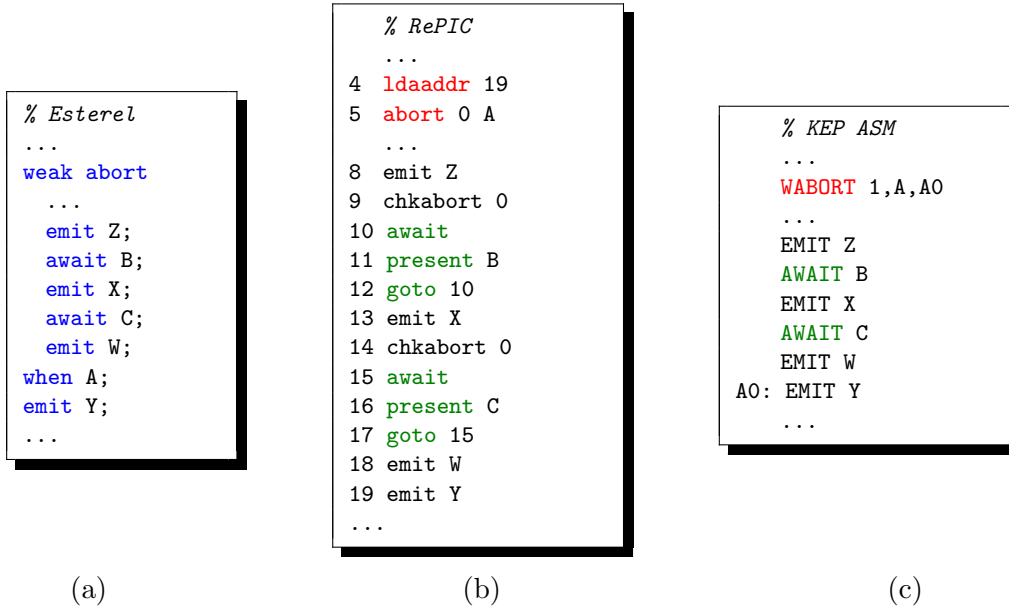 % Esterel
...
weak abort
...
emit Z;
await B;
emit X;
await C;
emit W;
when A;
emit Y;
...
(a)
% RePIC
...
4 ldaaddr 19
5 abort 0 A
...
8 emit Z
9 chkabort 0
10 await
11 present B
12 goto 10
13 emit X
14 chkabort 0
15 await
16 present C
17 goto 15
18 emit W
19 emit Y
...
(b)
% KEP ASM
...
WABORT 1,A,A0
...
EMIT Z
AWAIT B
EMIT X
AWAIT C
EMIT W
A0: EMIT Y
...
(c)